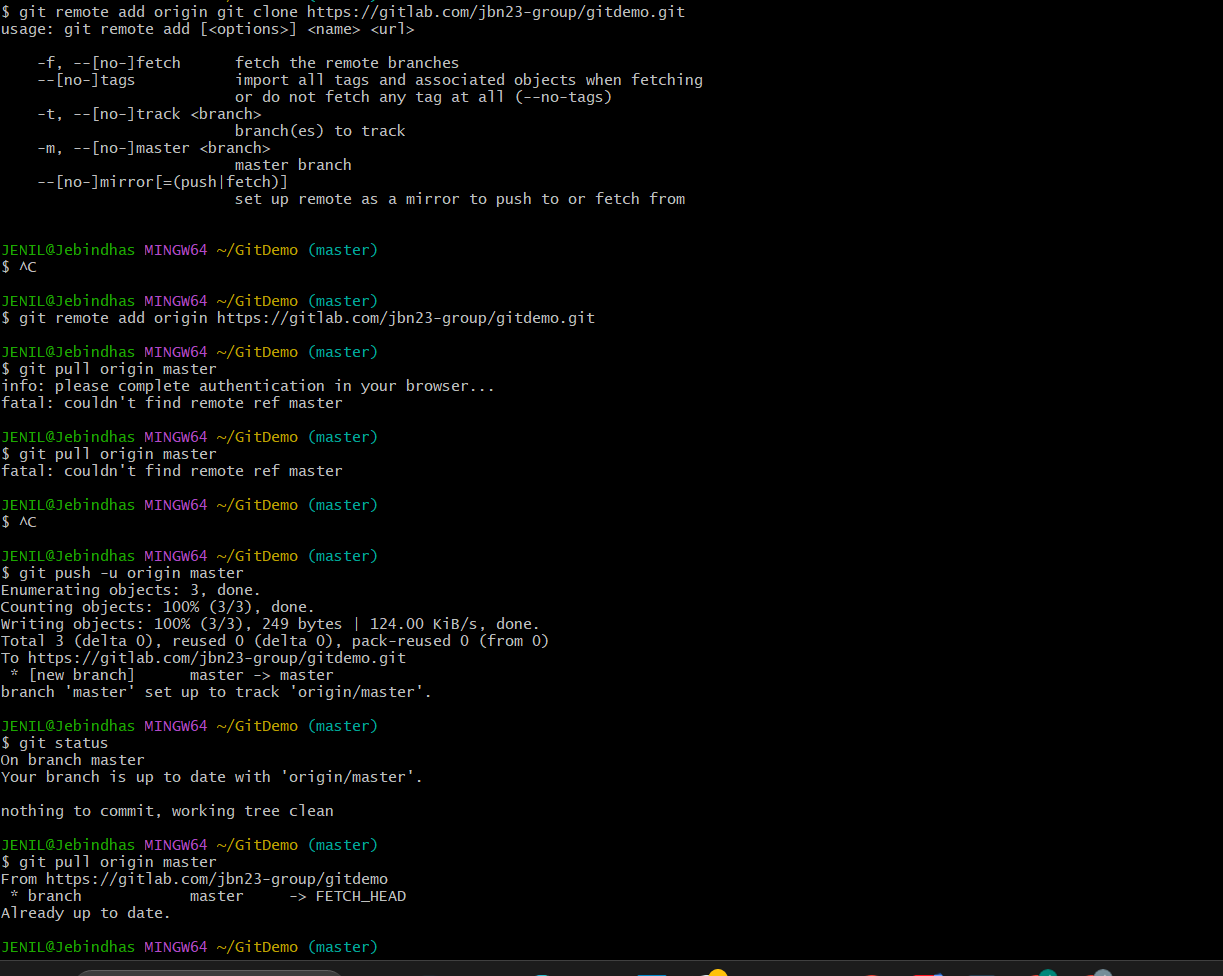 $ git remote add origin git clone https://gitlab.com/jbn23-group/gitdemo.git
usage: git remote add [<options>] <name> <url>
-f, --[no-]fetch      fetch the remote branches
--[no-]tags           import all tags and associated objects when fetching
or do not fetch any tag at all (--no-tags)
-t, --[no-]track <branch>
branch(es) to track
-m, --[no-]master <branch>
master branch
--[no-]mirror[=(push|fetch)]
set up remote as a mirror to push to or fetch from
JENIL@Jebindhas MINGW64 ~/GitDemo (master)
$ ^C
JENIL@Jebindhas MINGW64 ~/GitDemo (master)
$ git remote add origin https://gitlab.com/jbn23-group/gitdemo.git
JENIL@Jebindhas MINGW64 ~/GitDemo (master)
$ git pull origin master
info: please complete authentication in your browser...
fatal: couldn't find remote ref master
JENIL@Jebindhas MINGW64 ~/GitDemo (master)
$ git pull origin master
fatal: couldn't find remote ref master
JENIL@Jebindhas MINGW64 ~/GitDemo (master)
$ ^C
JENIL@Jebindhas MINGW64 ~/GitDemo (master)
$ git push -u origin master
Enumerating objects: 3, done.
Counting objects: 100% (3/3), done.
Writing objects: 100% (3/3), 249 bytes | 124.00 KiB/s, done.
Total 3 (delta 0), reused 0 (delta 0), pack-reused 0 (from 0)
To https://gitlab.com/jbn23-group/gitdemo.git
* [new branch]      master -> master
branch 'master' set up to track 'origin/master'.
JENIL@Jebindhas MINGW64 ~/GitDemo (master)
$ git status
On branch master
Your branch is up to date with 'origin/master'.
nothing to commit, working tree clean
JENIL@Jebindhas MINGW64 ~/GitDemo (master)
$ git pull origin master
From https://gitlab.com/jbn23-group/gitdemo
* branch            master     -> FETCH_HEAD
Already up to date.
JENIL@Jebindhas MINGW64 ~/GitDemo (master)